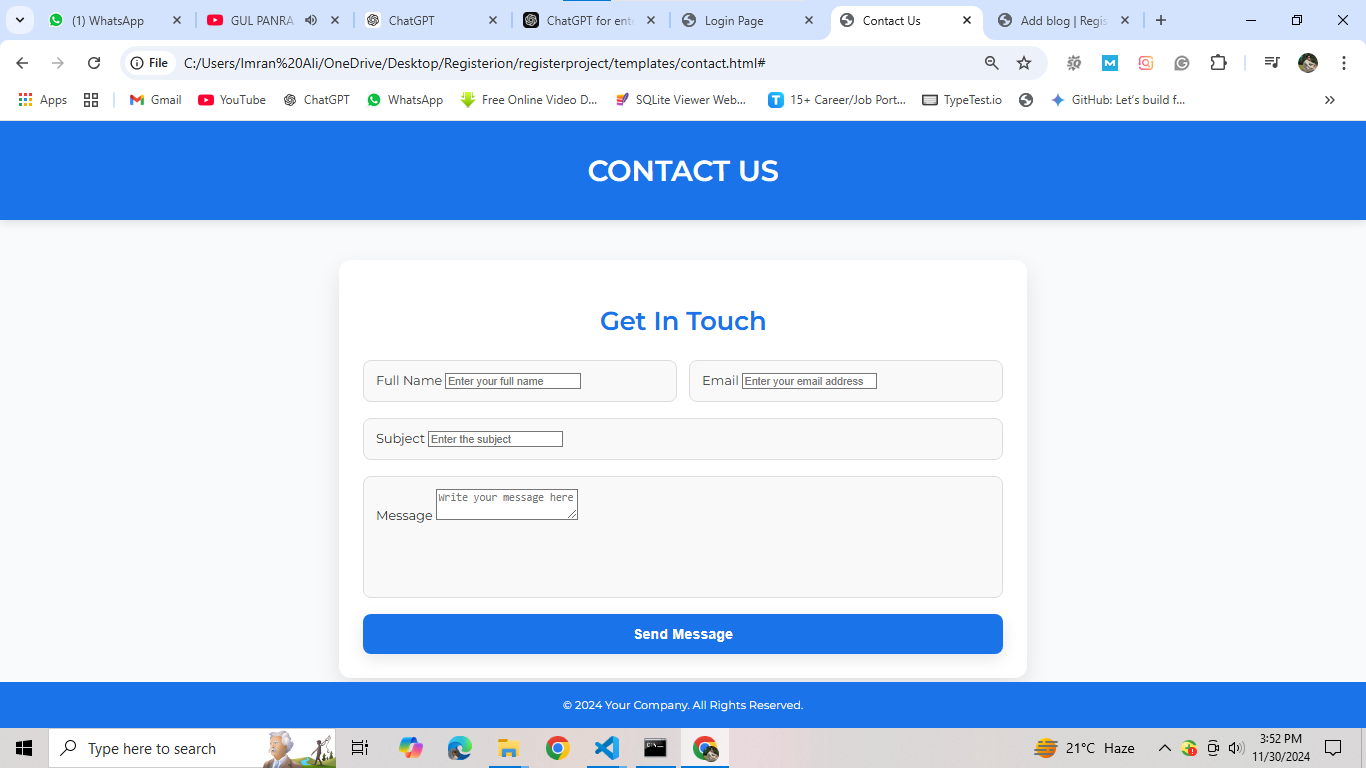 (1) WhatsApp
GUL PANRA
ChatGPT
ChatGPT for ent
Login Page
Contact Us
Add blog | Regis
File
C:/Users/Imran%20Ali/OneDrive/Desktop/Registerion/registerproject/templates/contact.html#
Apps
Gmail
YouTube
ChatGPT
WhatsApp
Free Online Video D...
SQLite Viewer Web...
15+ Career/Job Port...
TypeTest.io
GitHub: Let's build f...
CONTACT US
Get In Touch
Full Name Enter your full name
Email Enter your email address
Subject Enter the subject
Message Write your message here
Send Message
© 2024 Your Company. All Rights Reserved.
Type here to search
21°C Haze
3:52 PM
11/30/2024